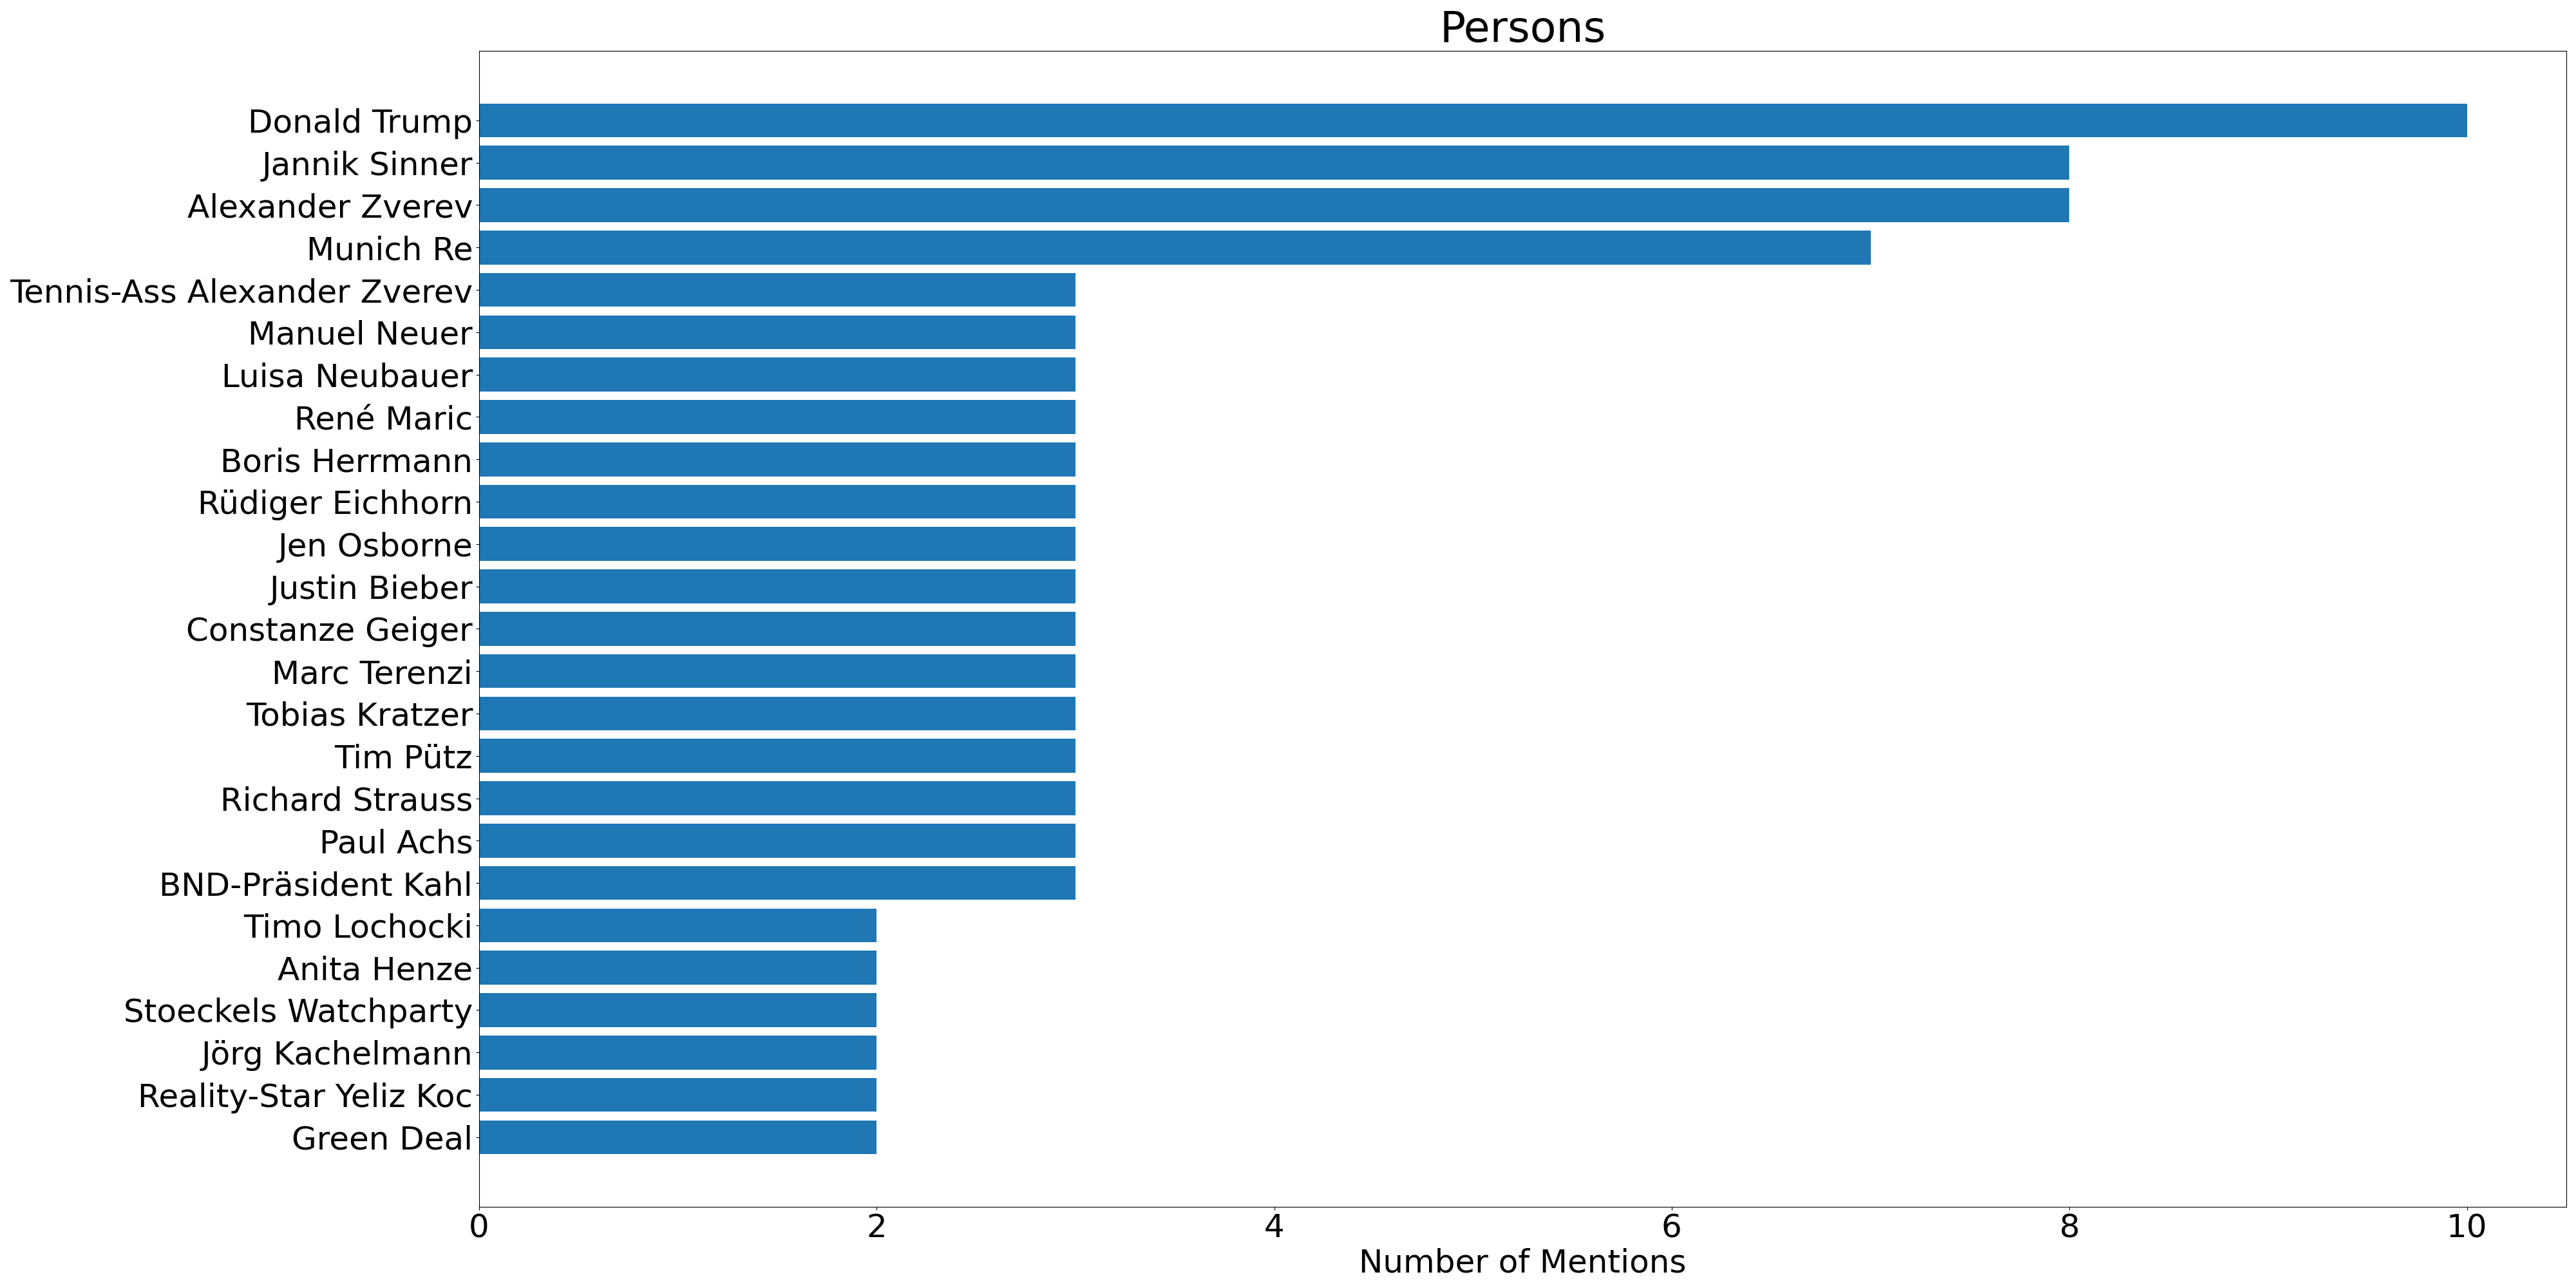 Persons
Donald Trump
Jannik Sinner
Alexander Zverev
Munich Re
Tennis-Ass Alexander Zverev
Manuel Neuer
Luisa Neubauer
René Maric
Boris Herrmann
Rüdiger Eichhorn
Jen Osborne
Justin Bieber
Constanze Geiger
Marc Terenzi
Tobias Kratzer
Tim Pütz
Richard Strauss
Paul Achs
BND-Präsident Kahl
Timo Lochocki
Anita Henze
Stoeckels Watchparty
Jörg Kachelmann
Reality-Star Yeliz Koc
Green Deal
0 2 4 6 8 10
Number of Mentions